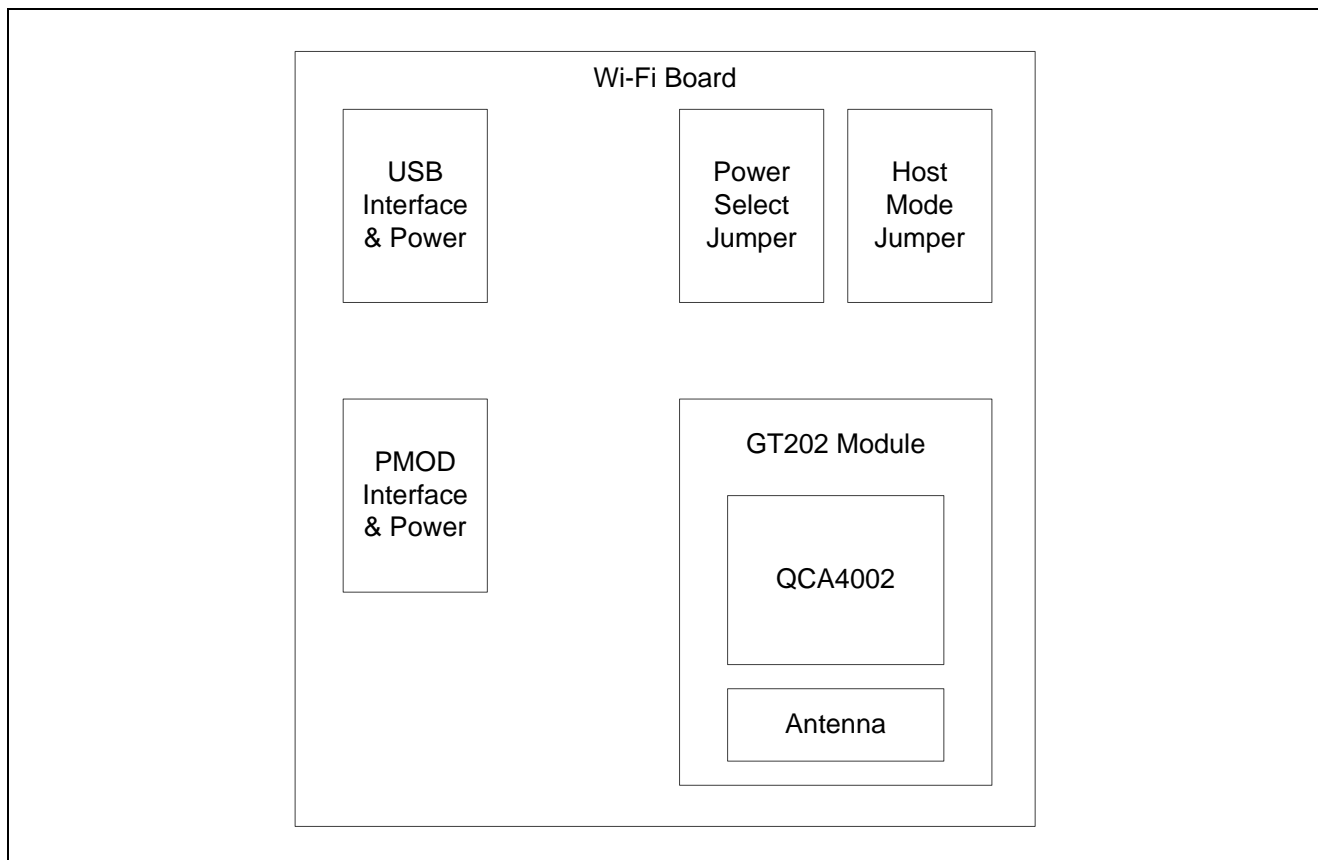 Wi-Fi Board
USB
Interface
& Power
Power
Select
Jumper
Host
Mode
Jumper
PMOD
Interface
& Power
GT202 Module
QCA4002
Antenna